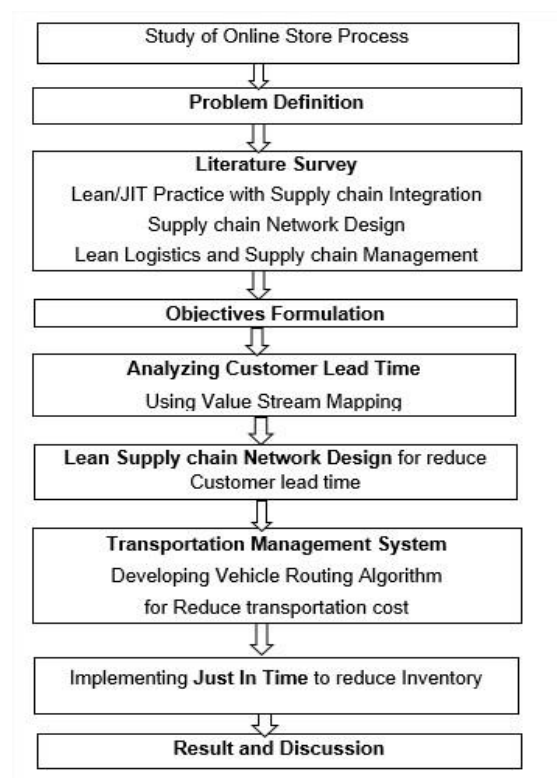 Study of Online Store Process
Problem Definition
Literature Survey
Lean/JIT Practice with Supply chain Integration
Supply chain Network Design
Lean Logistics and Supply chain Management
Objectives Formulation
Analyzing Customer Lead Time
Using Value Stream Mapping
Lean Supply chain Network Design for reduce
Customer lead time
Transportation Management System
Developing Vehicle Routing Algorithm
for Reduce transportation cost
Implementing Just In Time to reduce Inventory
Result and Discussion